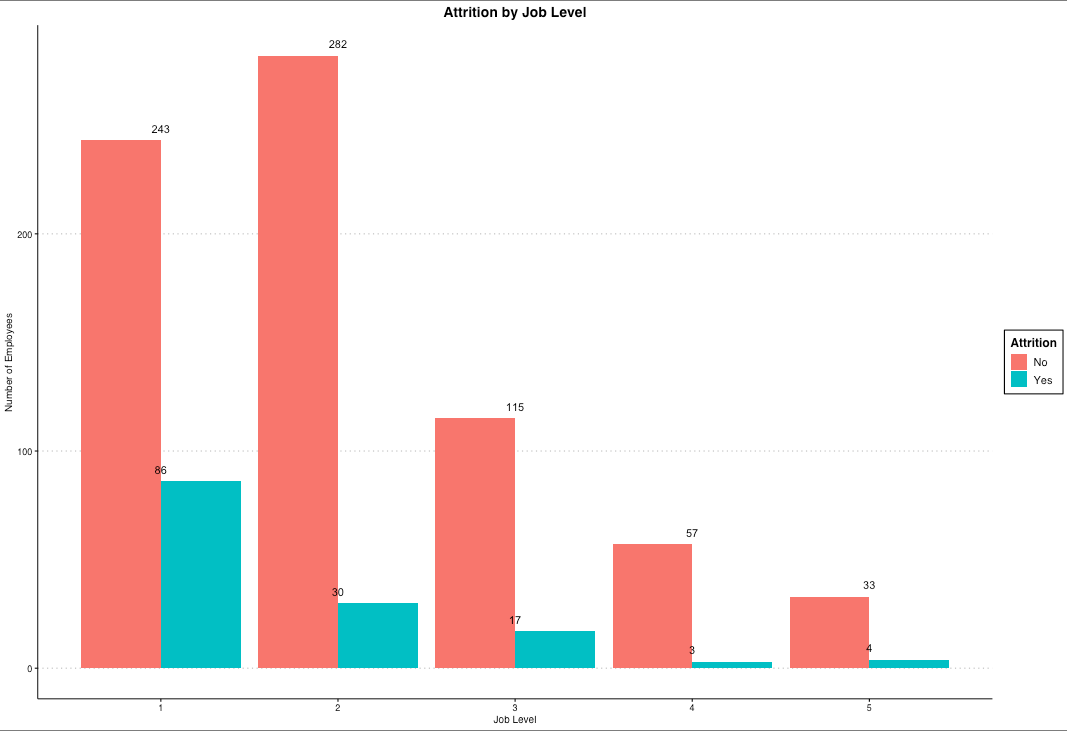 Attrition by Job Level
282
243
200
115
Number of Employees
Attrition
No
Yes
100
86
57
33
30
17
3
4
0
1 2 3 4 5
Job Level